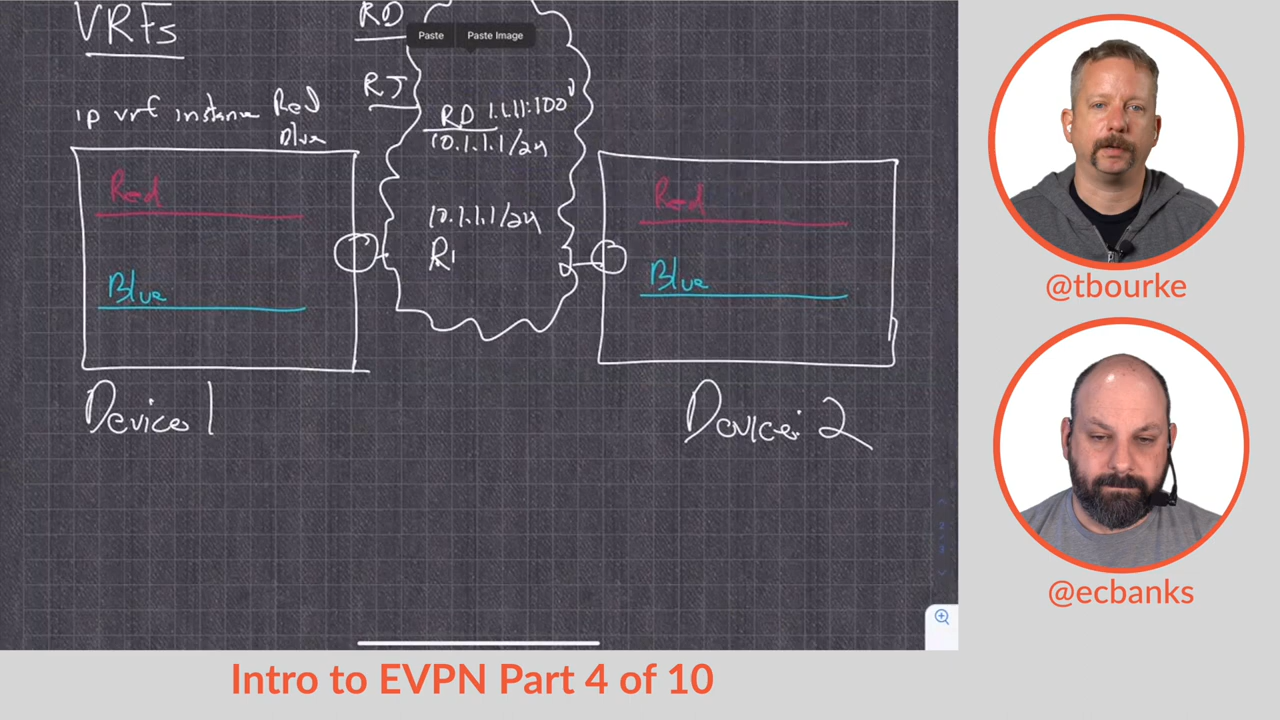 VRFs
RD
Paste Paste Image
RT
ip vrf instance Red
Blue
RD 1.1.1.1:1000
10.1.1.1/24
Red
Red
10.1.1.1/24
Blue
Blue
Device 1
Device 2
@tbourke
@ecbanks
Intro to EVPN Part 4 of 10